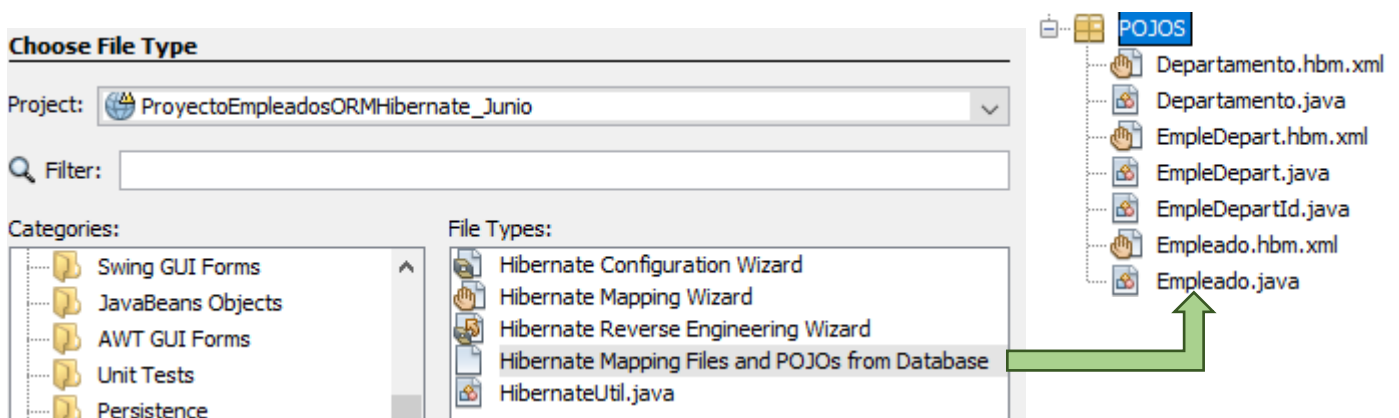 Choose File Type
Project: ProyectoEmpleadosORMHibernate_Junio
Filter:
Categories:
Swing GUI Forms
JavaBeans Objects
AWT GUI Forms
Unit Tests
Persistence
File Types:
Hibernate Configuration Wizard
Hibernate Mapping Wizard
Hibernate Reverse Engineering Wizard
Hibernate Mapping Files and POJOs from Database
HibernateUtil.java
POJOS
Departamento.hbm.xml
Departamento.java
EmpleDepart.hbm.xml
EmpleDepart.java
EmpleDepartId.java
Empleado.hbm.xml
Empleado.java